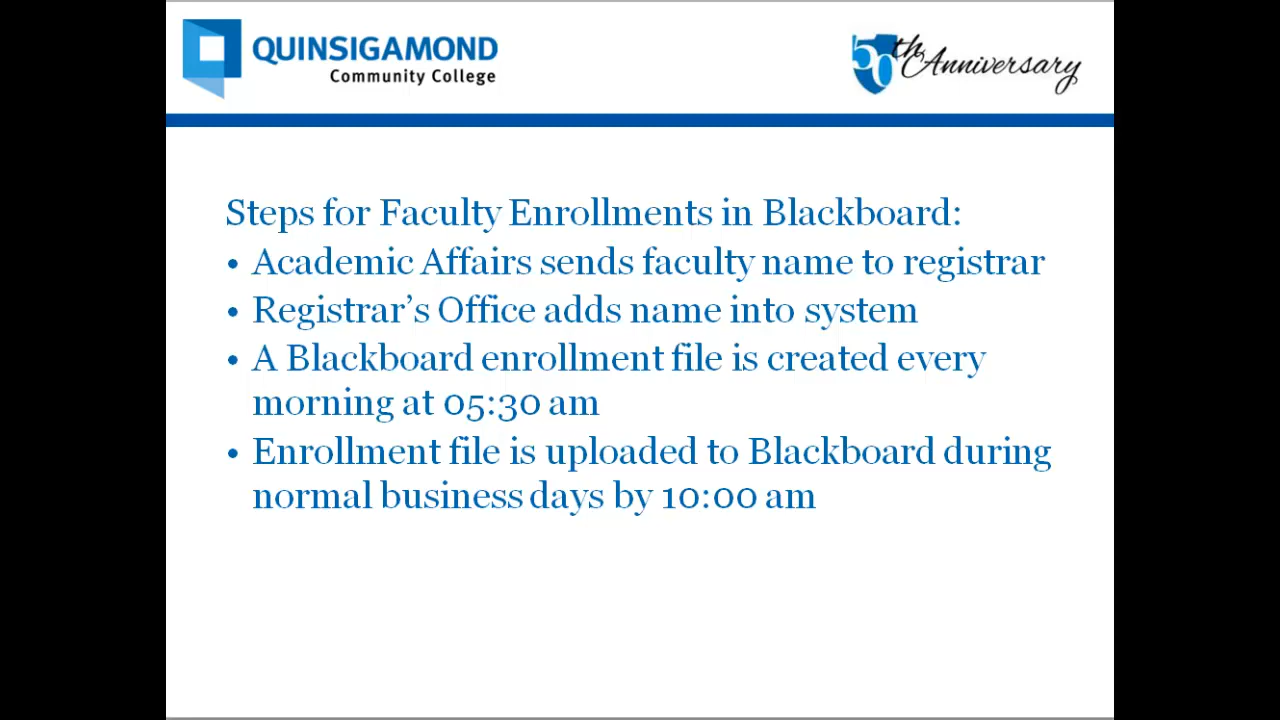 QUINSIGAMOND
Community College
50th Anniversary
Steps for Faculty Enrollments in Blackboard:
• Academic Affairs sends faculty name to registrar
• Registrar’s Office adds name into system
• A Blackboard enrollment file is created every
morning at 05:30 am
• Enrollment file is uploaded to Blackboard during
normal business days by 10:00 am